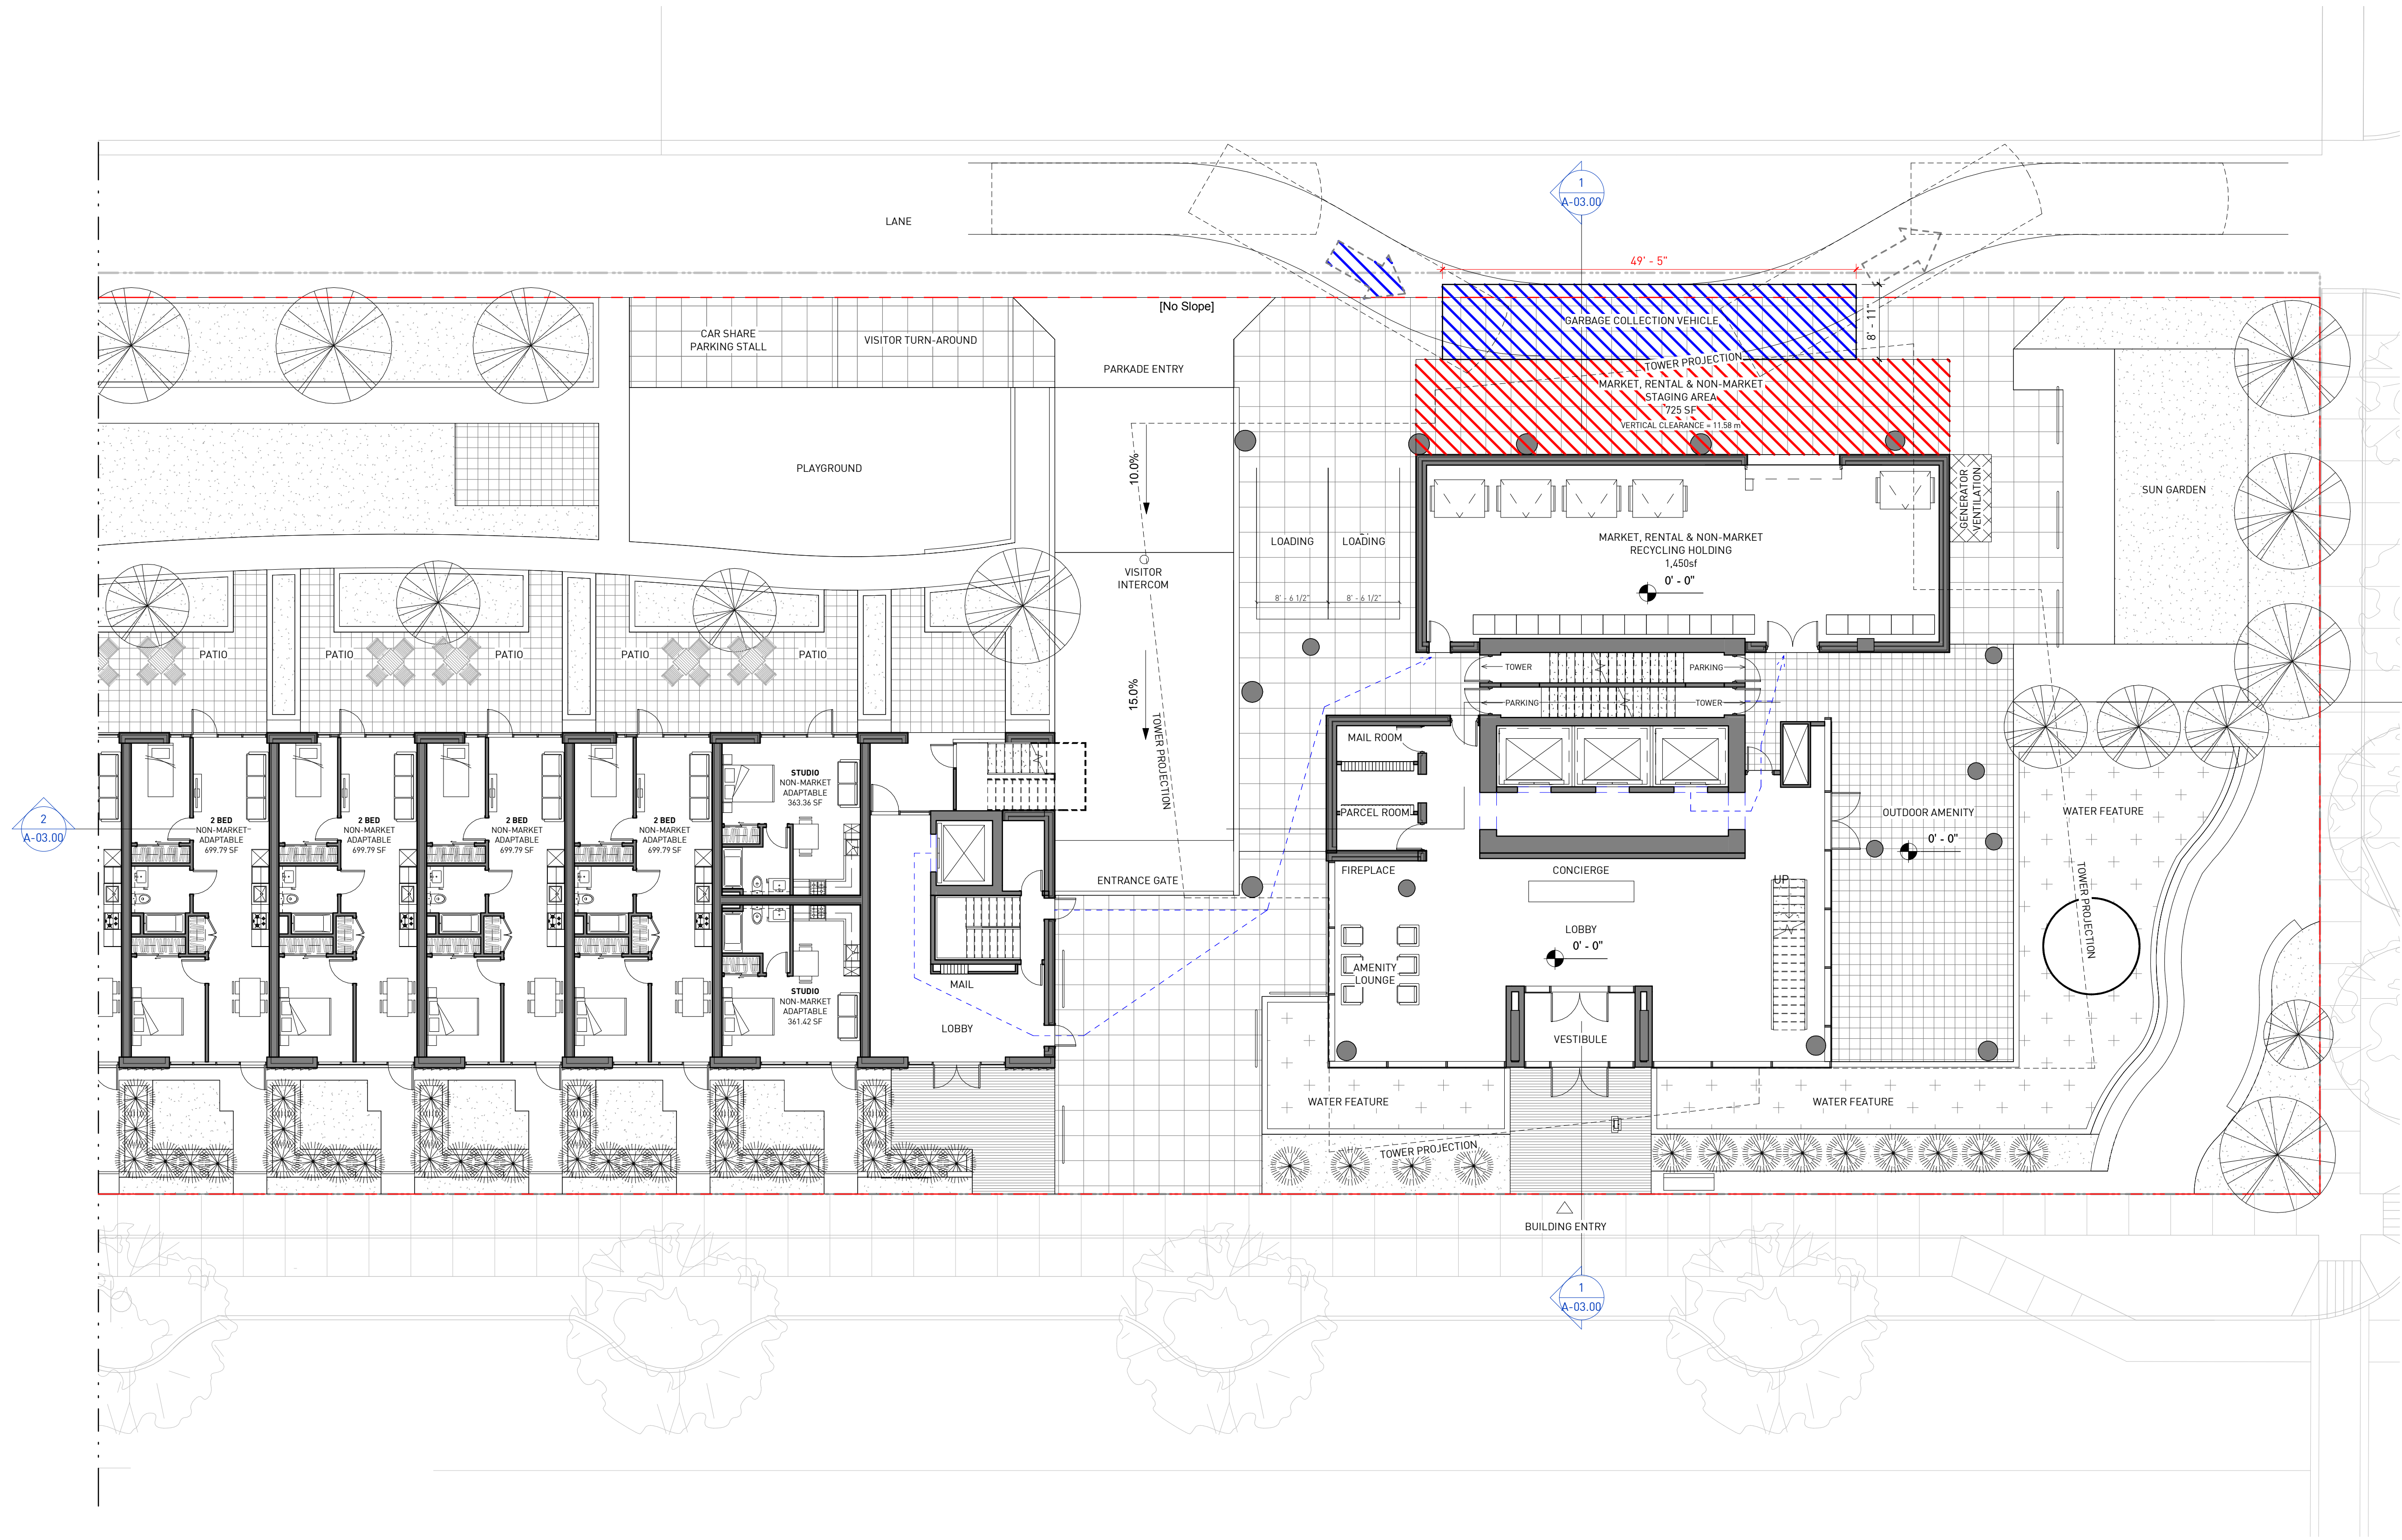 1
A-03.00
LANE
49' - 5"
[No Slope]
8' - 11"
GARBAGE COLLECTION VEHICLE
CAR SHARE
PARKING STALL
VISITOR TURN-AROUND
PARKADE ENTRY
TOWER PROJECTION
MARKET, RENTAL & NON-MARKET
STAGING AREA
725 SF
VERTICAL CLEARANCE = 11.58 m
PLAYGROUND
10.0%
GENERATOR
VENTILATION
SUN GARDEN
LOADING
LOADING
MARKET, RENTAL & NON-MARKET
RECYCLING HOLDING
1,450sf
0' - 0"
VISITOR
INTERCOM
8' - 6 1/2"
8' - 6 1/2"
PATIO
PATIO
PATIO
PATIO
PATIO
TOWER
PARKING
PARKING
TOWER
15.0%
TOWER PROJECTION
MAIL ROOM
STUDIO
NON-MARKET
ADAPTABLE
363.36 SF
2
A-03.00
2 BED
NON-MARKET
ADAPTABLE
699.79 SF
2 BED
NON-MARKET
ADAPTABLE
699.79 SF
2 BED
NON-MARKET
ADAPTABLE
699.79 SF
2 BED
NON-MARKET
ADAPTABLE
699.79 SF
PARCEL ROOM
OUTDOOR AMENITY
0' - 0"
WATER FEATURE
ENTRANCE GATE
FIREPLACE
CONCIERGE
UP
TOWER PROJECTION
LOBBY
0' - 0"
AMENITY
LOUNGE
MAIL
STUDIO
NON-MARKET
ADAPTABLE
361.42 SF
LOBBY
VESTIBULE
WATER FEATURE
WATER FEATURE
TOWER PROJECTION
BUILDING ENTRY
1
A-03.00